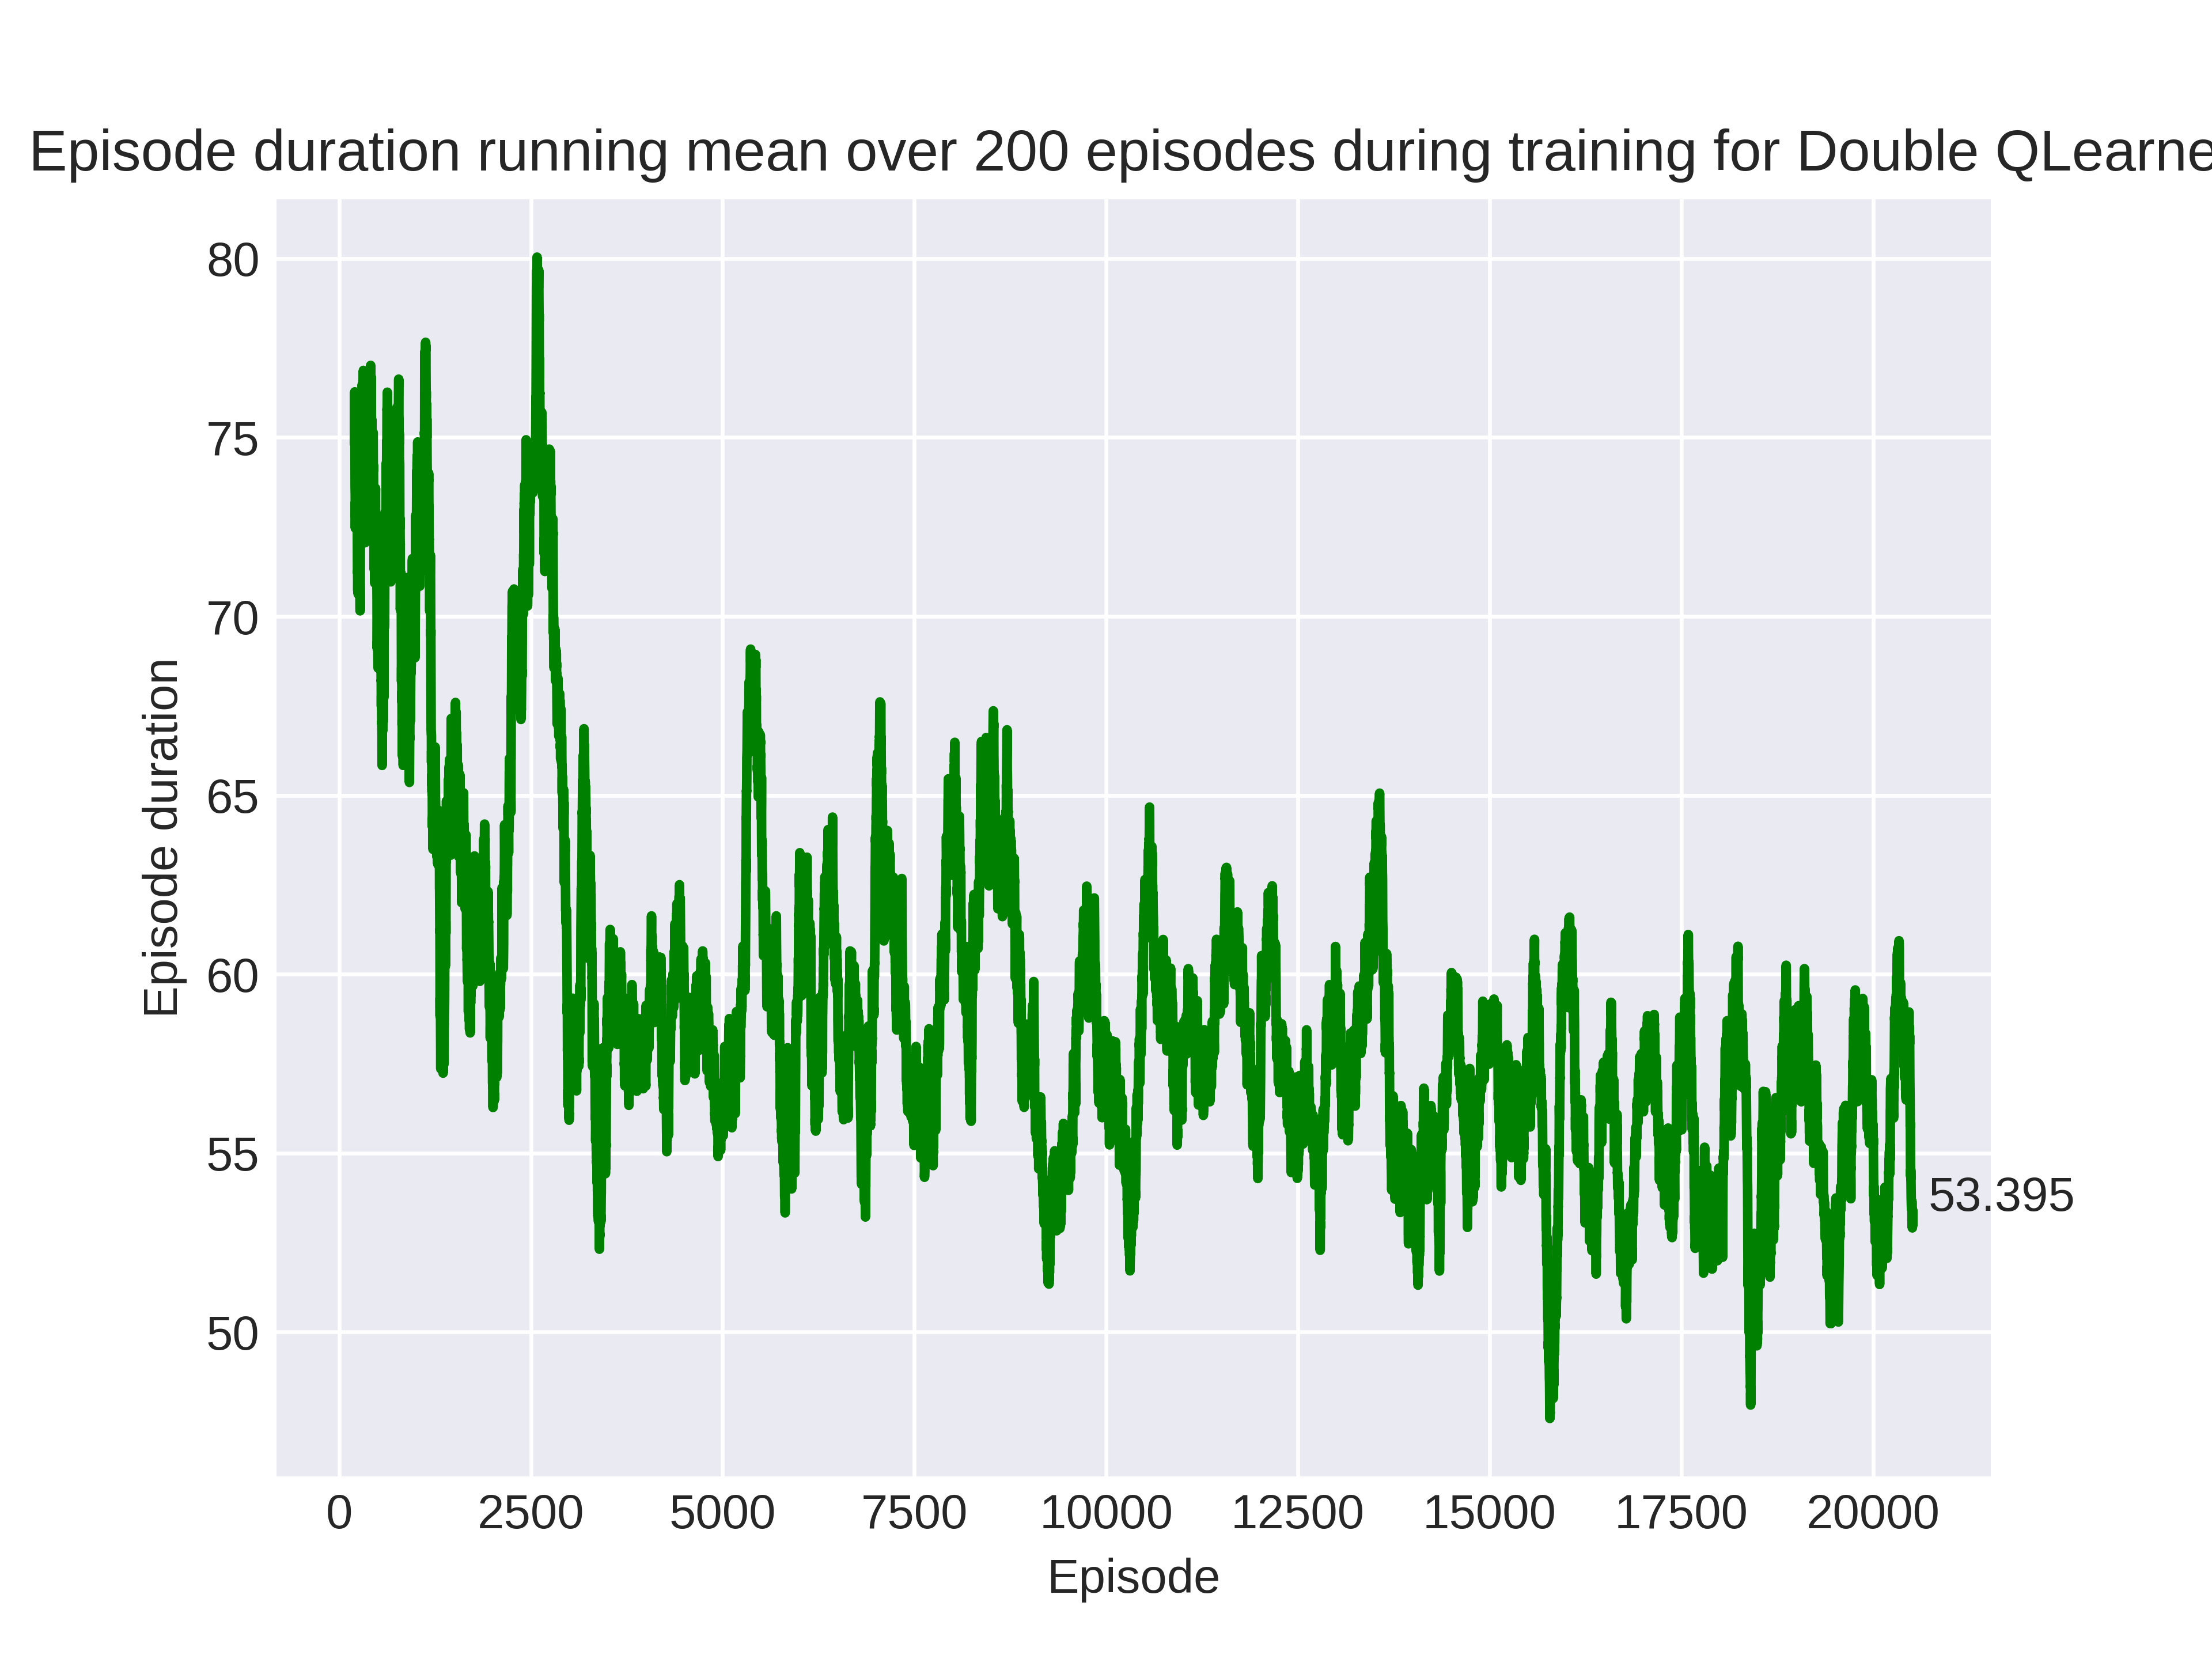 Episode duration running mean over 200 episodes during training for Double QLearne
80
75
70
65
60
55
50
Episode duration
53.395
0 2500 5000 7500 10000 12500 15000 17500 20000
Episode